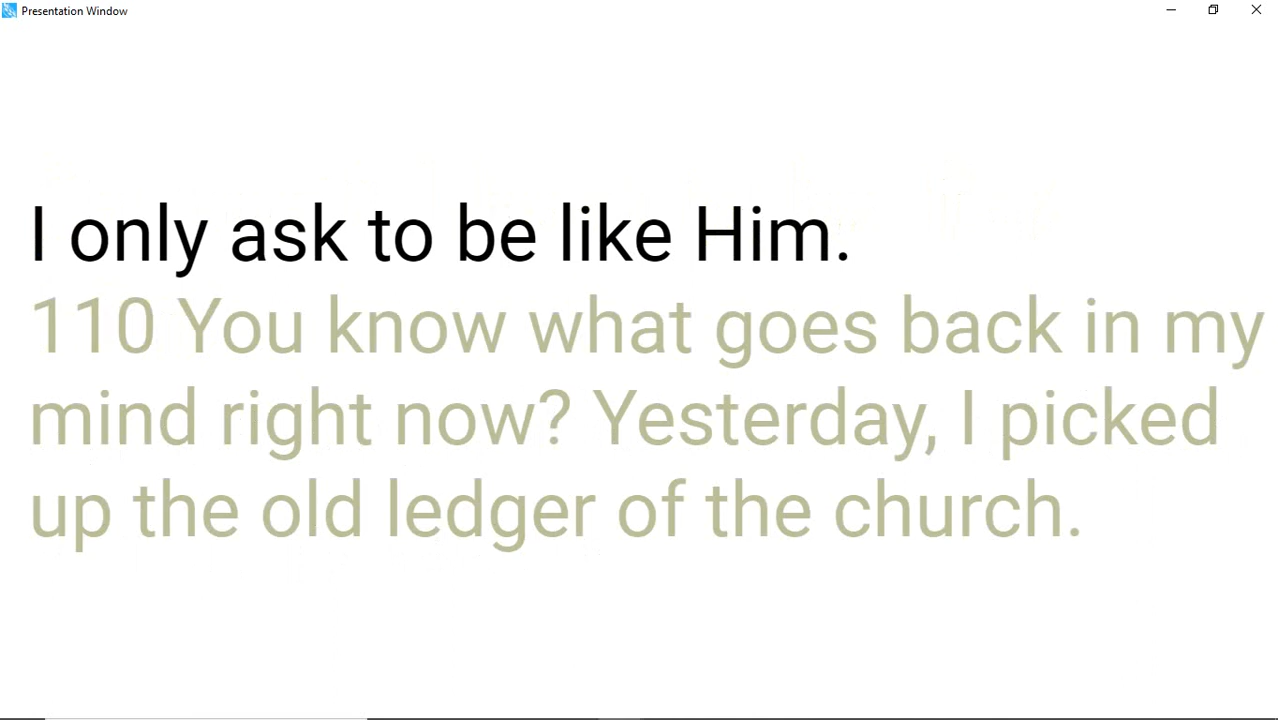 Presentation Window
I only ask to be like Him.
110 You know what goes back in my
mind right now? Yesterday, I picked
up the old ledger of the church.